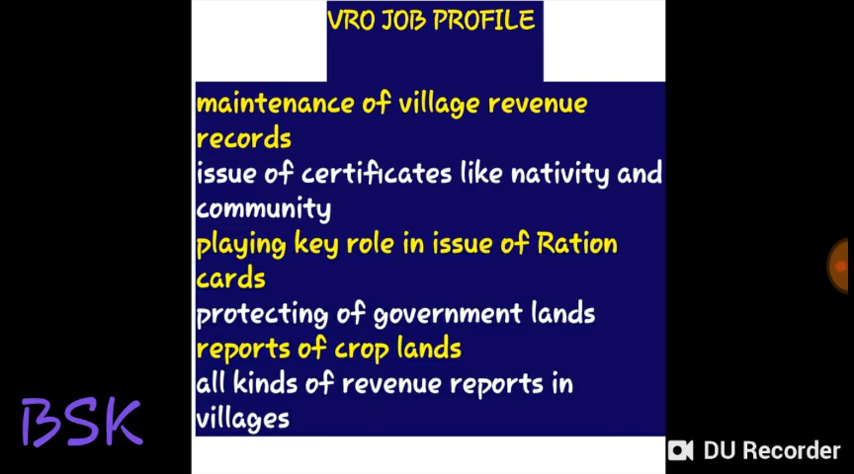 VRO JOB PROFILE
maintenance of village revenue
records
issue of certificates like nativity and
community
playing key role in issue of Ration
cards
protecting of government lands
reports of crop lands
all kinds of revenue reports in
villages
BSK
DU Recorder